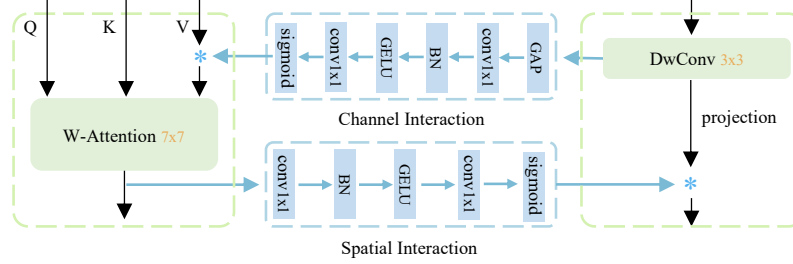 Q
K
V
*
sigmoid
conv1x1
GELU
BN
conv1x1
GAP
DwConv 3x3
Channel Interaction
projection
W-Attention 7x7
conv1x1
BN
GELU
conv1x1
sigmoid
*
Spatial Interaction